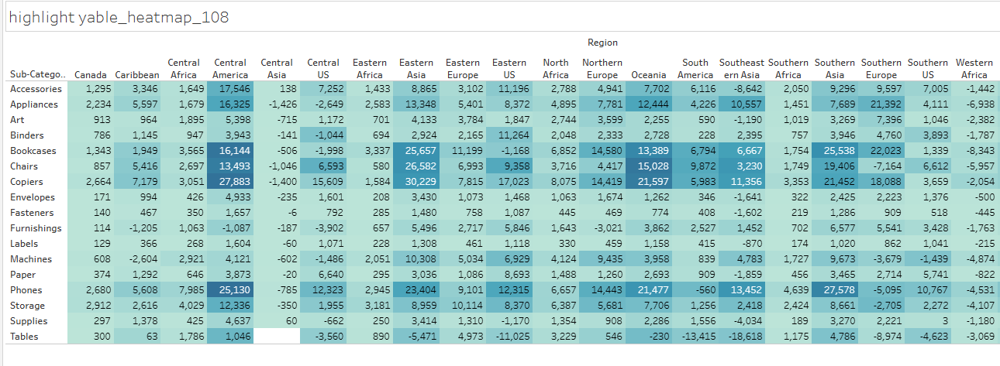 highlight yable_heatmap_108
Region
Central Central Central Central Eastern Eastern Eastern Eastern North Northern South Southeast Southern Southern Southern Southern Western
Sub-Catego.. Canada Caribbean Africa America Asia US Africa Asia Europe US Africa Europe Oceania America ern Asia Africa Asia Europe US Africa
Accessories 1,295 3,346 1,649 17,546 138 7,252 1,433 8,865 3,102 11,196 2,788 4,941 7,702 6,116 -8,642 2,050 9,296 9,597 7,005 -1,442
Appliances 2,234 5,597 1,679 16,325 -1,426 -2,649 2,583 13,348 5,401 8,372 4,895 7,781 12,444 4,226 10,557 1,451 7,689 21,392 4,111 -6,938
Art 913 964 1,895 5,398 -715 1,172 701 4,133 3,784 1,847 2,744 3,599 2,255 590 -1,190 1,019 3,269 7,396 1,046 -2,382
Binders 786 1,145 947 3,943 -141 -1,044 694 2,924 2,165 11,264 2,048 2,333 2,728 228 2,395 757 3,946 4,760 3,893 -1,787
Bookcases 1,343 1,949 3,565 16,144 -506 -1,998 3,337 25,657 11,199 -1,168 6,852 14,580 13,389 6,794 6,667 1,754 25,538 22,023 1,339 -8,343
Chairs 857 5,416 2,697 13,493 -1,046 6,593 580 26,582 6,993 9,358 3,716 4,417 15,028 9,872 3,230 1,749 19,406 -7,164 6,612 -5,957
Copiers 2,664 7,179 3,051 27,883 -1,400 15,609 1,584 30,229 7,815 17,023 8,075 14,419 21,597 5,983 11,356 3,353 21,452 18,088 3,659 -2,054
Envelopes 171 994 426 4,933 -235 1,601 208 3,430 1,073 1,468 1,063 1,674 1,262 346 -1,641 322 2,425 2,223 1,376 -500
Fasteners 140 467 350 1,657 -6 792 285 1,480 758 1,087 445 469 774 408 -1,602 219 1,286 909 518 -445
Furnishings 114 -1,205 1,063 -1,087 -187 -3,902 657 5,496 2,717 5,846 1,643 -3,021 3,862 2,527 1,452 702 6,577 5,541 3,428 -1,763
Labels 129 366 268 1,604 -60 1,071 228 1,308 461 1,118 330 459 1,158 415 -870 174 1,020 862 1,041 -215
Machines 608 -2,604 2,921 4,121 -602 -1,486 2,051 10,308 5,034 6,929 4,124 9,435 3,958 839 4,783 1,727 9,673 -3,679 -1,439 -4,874
Paper 374 1,292 646 3,873 -20 6,640 295 3,036 1,086 8,693 1,488 1,260 2,693 909 -1,859 456 3,465 2,714 5,741 -822
Phones 2,680 5,608 7,985 25,130 -785 12,323 2,945 23,404 9,101 12,315 6,657 14,443 21,477 -560 13,452 4,639 27,578 -5,095 10,767 -4,531
Storage 2,912 2,616 4,029 12,336 -350 1,955 3,181 8,959 10,114 8,370 6,387 5,681 7,706 1,256 2,418 2,424 8,661 -2,705 2,272 -4,107
Supplies 297 1,378 425 4,637 60 -662 250 3,414 1,310 -1,170 1,354 908 2,286 1,556 -4,034 189 3,270 2,221 3 -1,180
Tables 300 63 1,786 1,046 -3,560 890 -5,471 4,973 -11,025 3,229 546 -230 -13,415 -18,618 1,175 4,786 -8,974 -4,623 -3,069